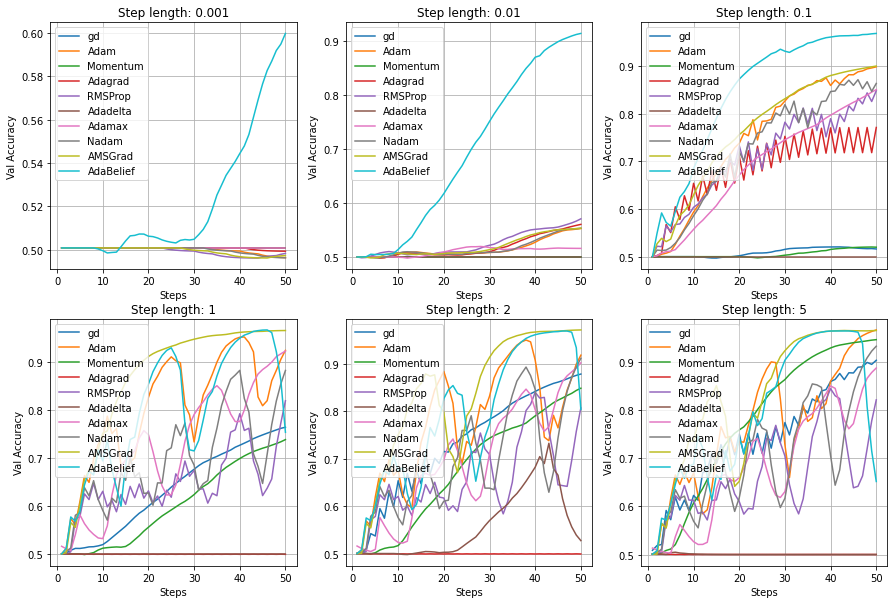 Step length: 0.001
Val Accuracy
0.60
0.58
0.56
0.54
0.52
0.50
gd
Adam
Momentum
Adagrad
RMSProp
Adadelta
Adamax
Nadam
AMSGrad
AdaBelief
0 10 20 30 40 50
Steps
Step length: 0.01
Val Accuracy
0.9
0.8
0.7
0.6
0.5
gd
Adam
Momentum
Adagrad
RMSProp
Adadelta
Adamax
Nadam
AMSGrad
AdaBelief
0 10 20 30 40 50
Steps
Step length: 0.1
Val Accuracy
0.9
0.8
0.7
0.6
0.5
gd
Adam
Momentum
Adagrad
RMSProp
Adadelta
Adamax
Nadam
AMSGrad
AdaBelief
0 10 20 30 40 50
Steps
Step length: 1
Val Accuracy
0.9
0.8
0.7
0.6
0.5
gd
Adam
Momentum
Adagrad
RMSProp
Adadelta
Adamax
Nadam
AMSGrad
AdaBelief
0 10 20 30 40 50
Steps
Step length: 2
Val Accuracy
0.9
0.8
0.7
0.6
0.5
gd
Adam
Momentum
Adagrad
RMSProp
Adadelta
Adamax
Nadam
AMSGrad
AdaBelief
0 10 20 30 40 50
Steps
Step length: 5
Val Accuracy
0.9
0.8
0.7
0.6
0.5
gd
Adam
Momentum
Adagrad
RMSProp
Adadelta
Adamax
Nadam
AMSGrad
AdaBelief
0 10 20 30 40 50
Steps